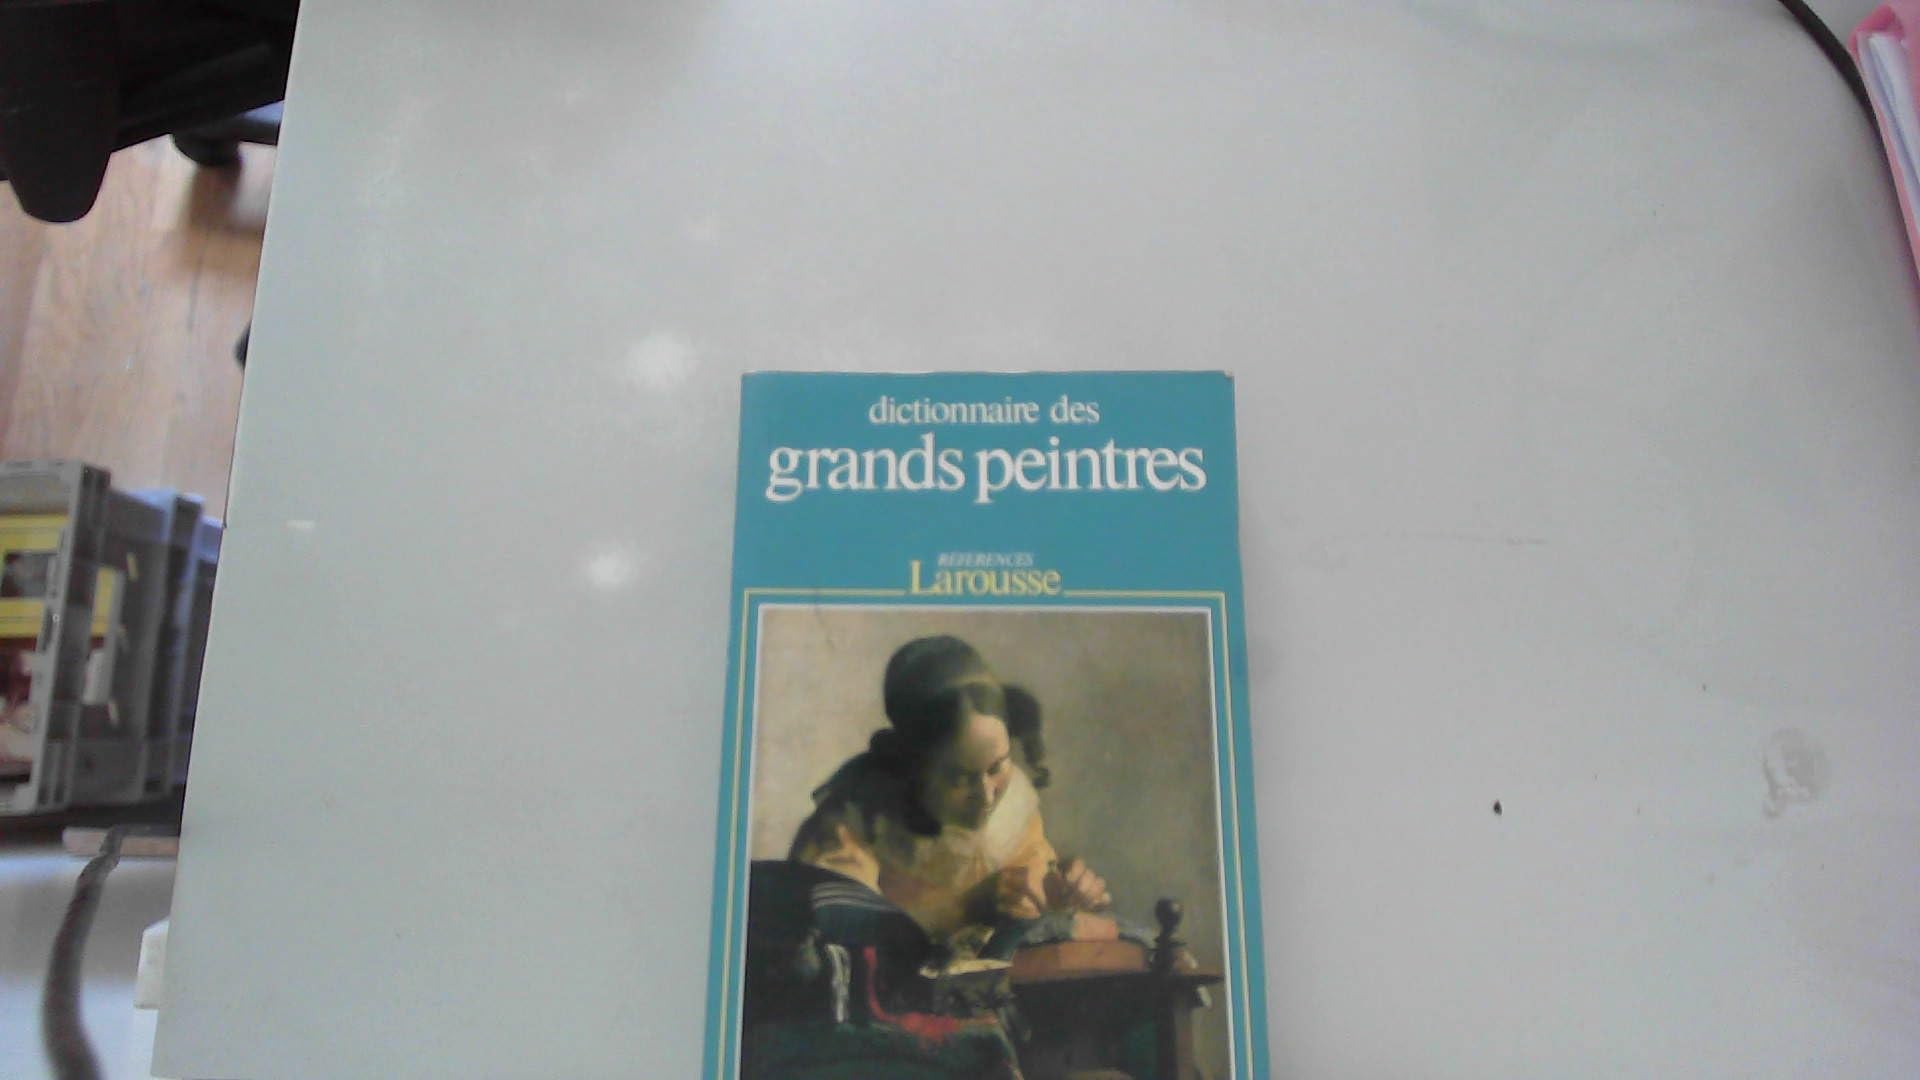 dictionnaire des
grands peintres
RÉFÉRENCES
Larousse